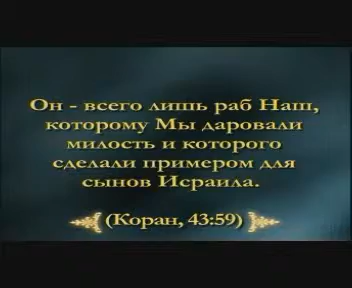 Он - всего лишь раб Наш,
которому Мы даровали
милость и которого
сделали примером для
сынов Исраила.
(Коран, 43:59)